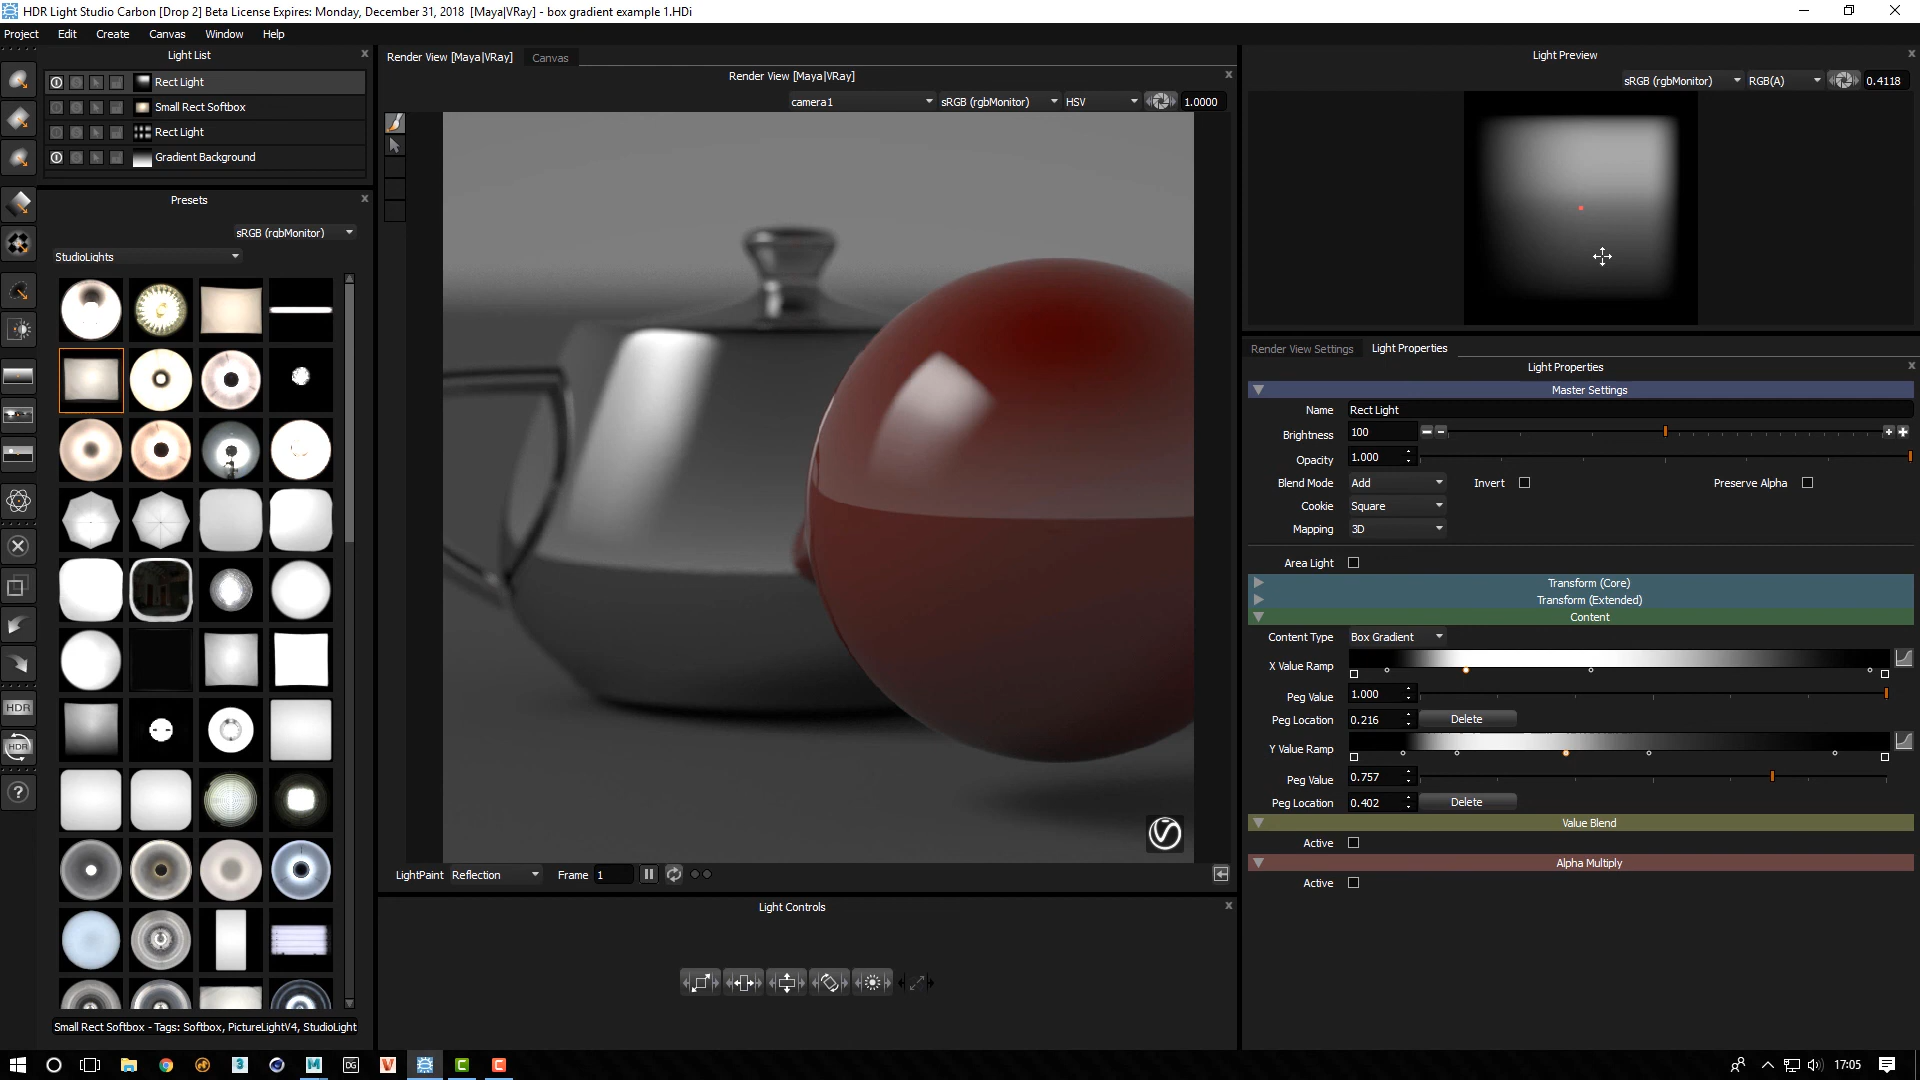 HDR Light Studio Carbon [Drop 2] Beta License Expires: Monday, December 31, 2018  [Maya|VRay] - box gradient example 1.HDi
Project Edit Create Canvas Window Help
Light List
Rect Light
Small Rect Softbox
Rect Light
Gradient Background
Presets
sRGB (rgbMonitor)
StudioLights
Small Rect Softbox - Tags: Softbox, PictureLightV4, StudioLight
HDR
HDR
?
Render View [Maya|VRay] Canvas
Render View [Maya|VRay]
camera1 sRGB (rgbMonitor) HSV 1.0000
LightPaint Reflection Frame 1
Light Controls
Light Preview
sRGB (rgbMonitor) RGB(A) 0.4118
Render View Settings Light Properties
Light Properties
Master Settings
Name Rect Light
Brightness 100
Opacity 1.000
Blend Mode Add Invert Preserve Alpha
Cookie Square
Mapping 3D
Area Light
Transform (Core)
Transform (Extended)
Content
Content Type Box Gradient
X Value Ramp
Peg Value 1.000
Peg Location 0.216 Delete
Y Value Ramp
Peg Value 0.757
Peg Location 0.402 Delete
Value Blend
Active
Alpha Multiply
Active
3 M DG V C C
17:05